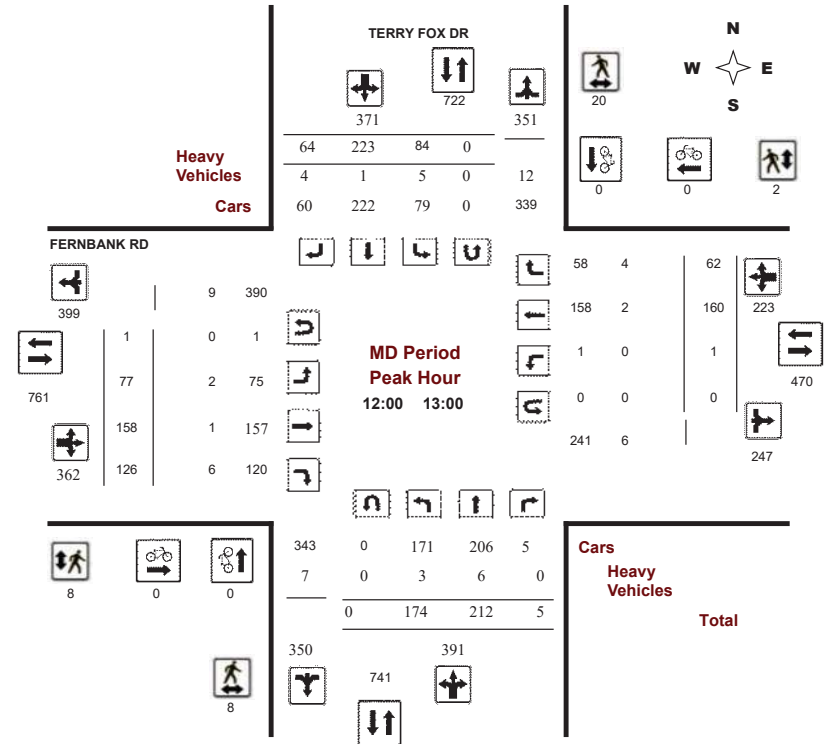 TERRY FOX DR
N
W E
S
722
20
371 351
64 223 84 0
Heavy
Vehicles
4 1 5 0 12
Cars
60 222 79 0 339
0 0 2
FERNBANK RD
399
9 390
58 4 62
223
1 0 1
158 2 160
MD Period
Peak Hour
12:00 13:00
761
77 2 75
1 0 1
470
158 1 157
0 0 0
362
126 6 120
241 6
247
343 0 171 206 5
Cars
7 0 3 6 0
Heavy
Vehicles
0 174 212 5
Total
8 0 0
350 391
741
8